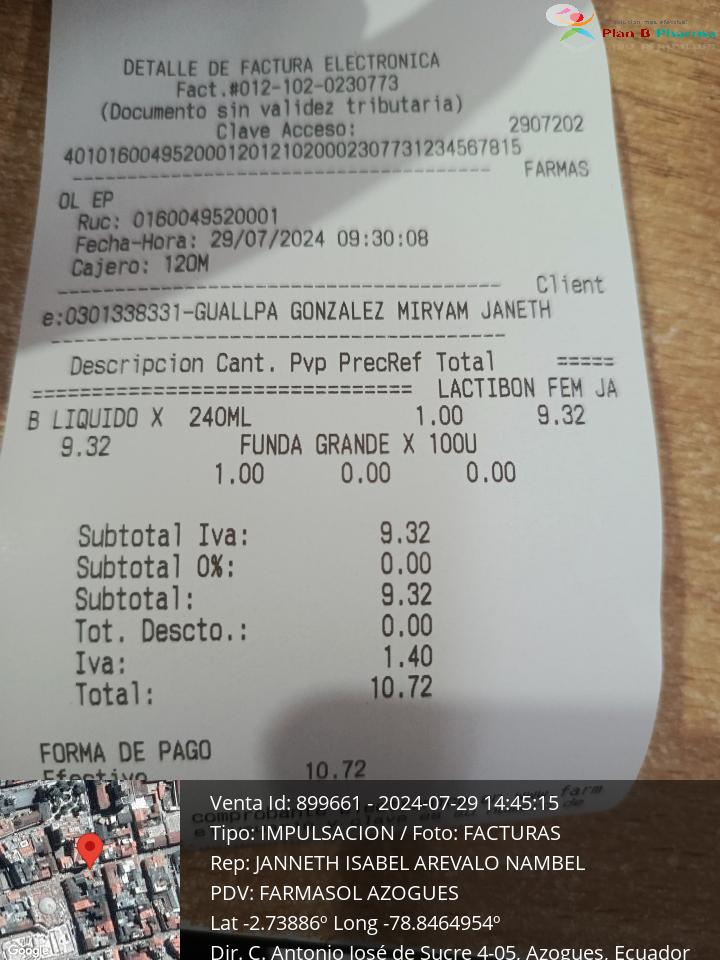 Plan B Pharma
DETALLE DE FACTURA ELECTRONICA
Fact.#012-102-0230773
(Documento sin validez tributaria)
Clave Acceso: 2907202
401016004952000120121020002307731234567815
FARMAS
OL EP
Ruc: 0160049520001
Fecha-Hora: 29/07/2024 09:30:08
Cajero: 120M
Client
e:0301338331-GUALLPA GONZALEZ MIRYAM JANETH
Descripcion Cant. Pvp PrecRef Total =====
================================ LACTIBON FEM JA
B LIQUIDO X 240ML 1.00 9.32
9.32 FUNDA GRANDE X 100U
1.00 0.00 0.00
Subtotal Iva: 9.32
Subtotal 0%: 0.00
Subtotal: 9.32
Tot. Descto.: 0.00
Iva: 1.40
Total: 10.72
FORMA DE PAGO
Efectivo 10.72
Venta Id: 899661 - 2024-07-29 14:45:15
Tipo: IMPULSACION / Foto: FACTURAS
Rep: JANNETH ISABEL AREVALO NAMBEL
PDV: FARMASOL AZOGUES
Lat -2.73886º Long -78.8464954º
Dir. C. Antonio José de Sucre 4-05, Azogues, Ecuador
Google